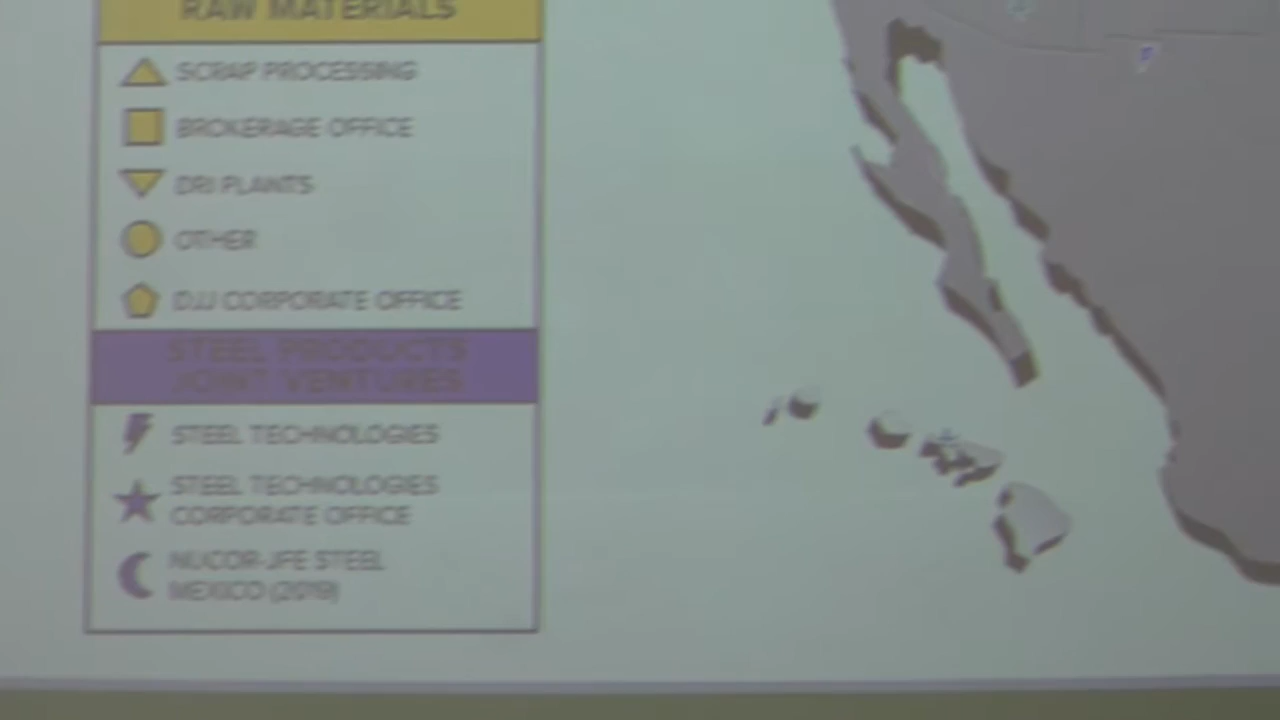 RAW MATERIALS
SCRAP PROCESSING
BROKERAGE OFFICE
DRI PLANTS
OTHER
DJJ CORPORATE OFFICE
STEEL PRODUCTS
JOINT VENTURES
STEEL TECHNOLOGIES
STEEL TECHNOLOGIES
CORPORATE OFFICE
NUCOR-JFE STEEL
MEXICO (2019)